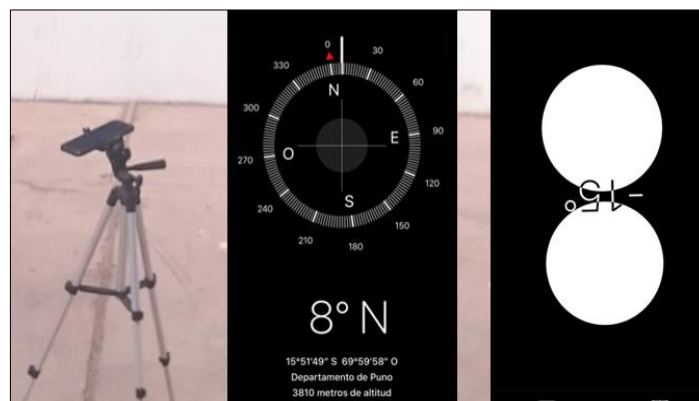 0
30
60
90
120
150
180
210
240
270
300
330
N
E
S
O
8° N
15°51'49" S 69°59'58" O
Departamento de Puno
3810 metros de altitud
-15°